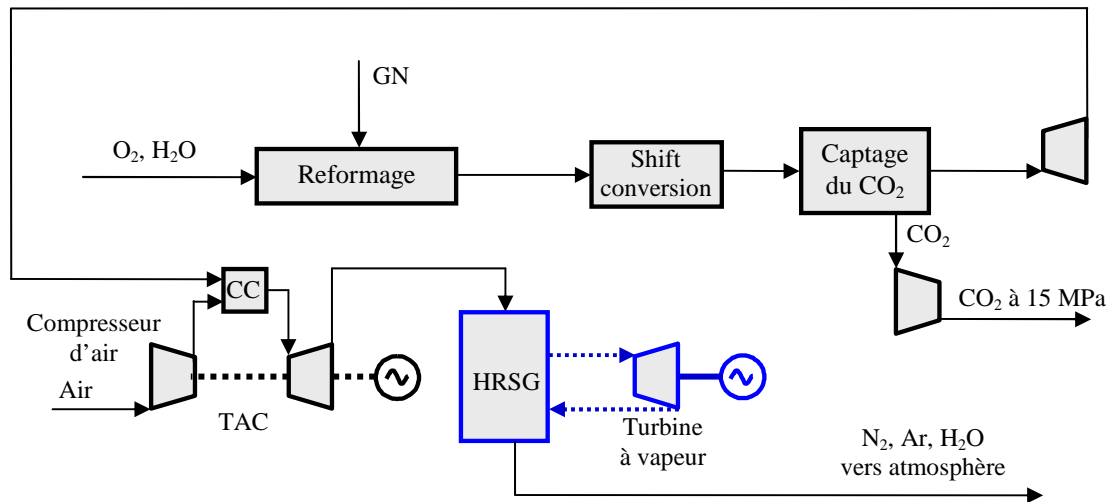 GN
O₂, H₂O
Reformage
Shift
conversion
Captage
du CO₂
CO₂
CO₂ à 15 MPa
CC
Compresseur
d'air
Air
TAC
HRSG
Turbine
à vapeur
N₂, Ar, H₂O
vers atmosphère